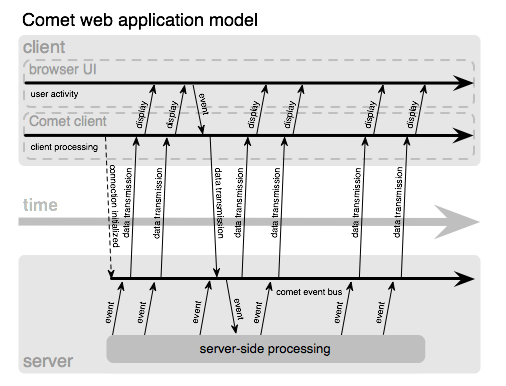 Comet web application model
client
browser UI
user activity
display
display
event
display
display
display
display
Comet client
client processing
connection initialized
data transmission
data transmission
data transmission
data transmission
data transmission
data transmission
data transmission
time
comet event bus
event
event
event
event
event
event
event
server-side processing
server